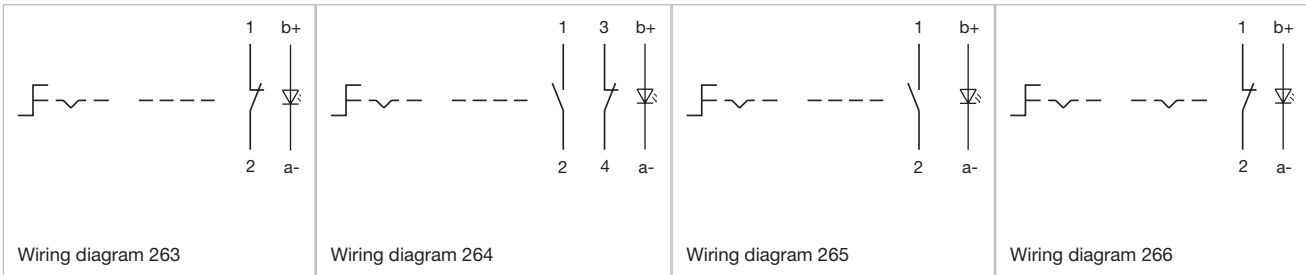 1 b+
2 a-
Wiring diagram 263
1 3 b+
2 4 a-
Wiring diagram 264
1 b+
2 a-
Wiring diagram 265
1 b+
2 a-
Wiring diagram 266